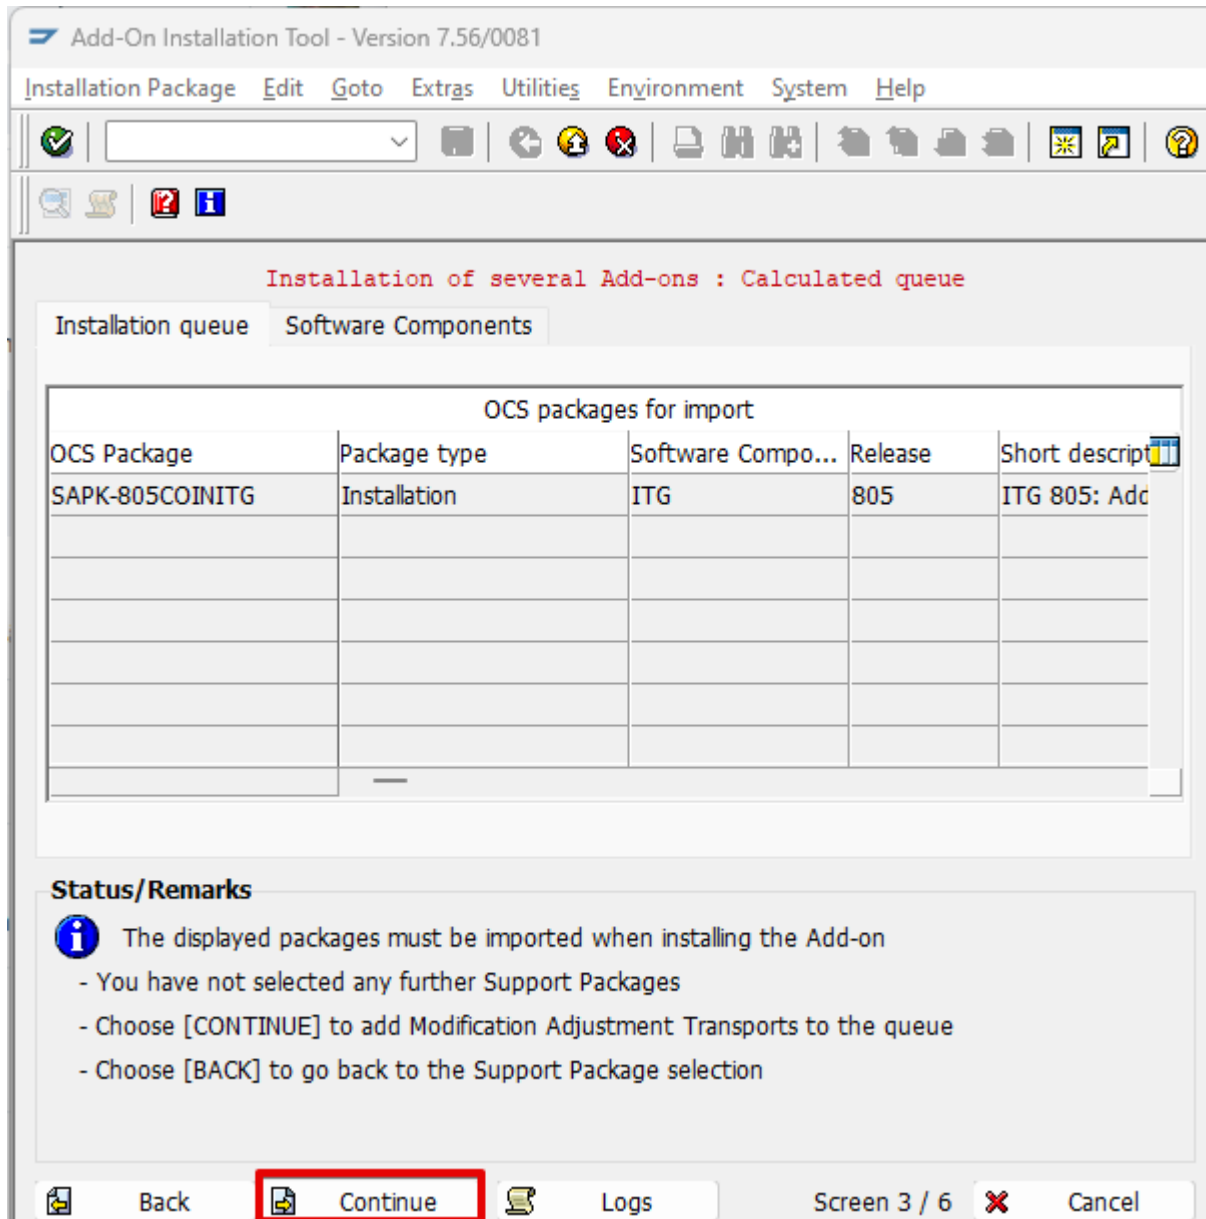 Add-On Installation Tool - Version 7.56/0081
Installation Package Edit Goto Extras Utilities Environment System Help
Installation of several Add-ons : Calculated queue
Installation queue Software Components
OCS packages for import
OCS Package Package type Software Compo... Release Short descript
SAPK-805COINITG Installation ITG 805 ITG 805: Add
Status/Remarks
The displayed packages must be imported when installing the Add-on
- You have not selected any further Support Packages
- Choose [CONTINUE] to add Modification Adjustment Transports to the queue
- Choose [BACK] to go back to the Support Package selection
Back Continue Logs Screen 3 / 6 Cancel